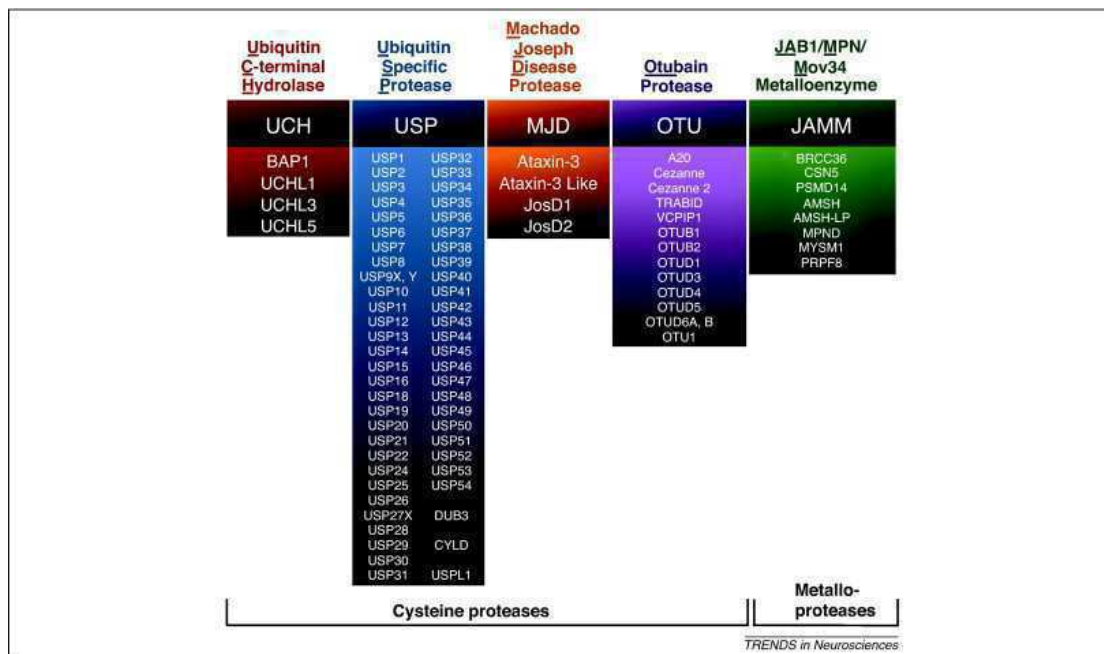 Ubiquitin
C-terminal
Hydrolase
UCH
BAP1
UCHL1
UCHL3
UCHL5
Ubiquitin
Specific
Protease
USP
USP1 USP32
USP2 USP33
USP3 USP34
USP4 USP35
USP5 USP36
USP6 USP37
USP7 USP38
USP8 USP39
USP9X, Y USP40
USP10 USP41
USP11 USP42
USP12 USP43
USP13 USP44
USP14 USP45
USP15 USP46
USP16 USP47
USP18 USP48
USP19 USP49
USP20 USP50
USP21 USP51
USP22 USP52
USP24 USP53
USP25 USP54
USP26
USP27X DUB3
USP28
USP29 CYLD
USP30
USP31 USPL1
Machado
Joseph
Disease
Protease
MJD
Ataxin-3
Ataxin-3 Like
JosD1
JosD2
Otubain
Protease
OTU
A20
Cezanne
Cezanne 2
TRABID
VCPIP1
OTUB1
OTUB2
OTUD1
OTUD3
OTUD4
OTUD5
OTUD6A, B
OTU1
JAB1/MPN/
Mov34
Metalloenzyme
JAMM
BRCC36
CSN5
PSMD14
AMSH
AMSH-LP
MPND
MYSM1
PRPF8
Cysteine proteases
Metallo-
proteases
TRENDS in Neurosciences